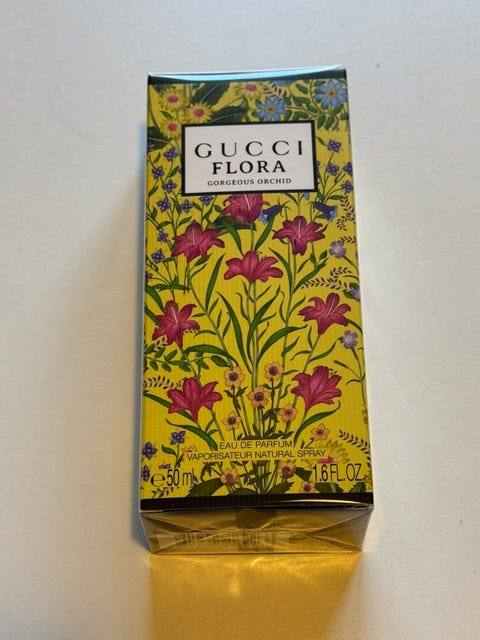 GUCCI
FLORA
GORGEOUS ORCHID
EAU DE PARFUM
VAPORISATEUR NATURAL SPRAY
℮50 ml 1.6 FL.OZ.